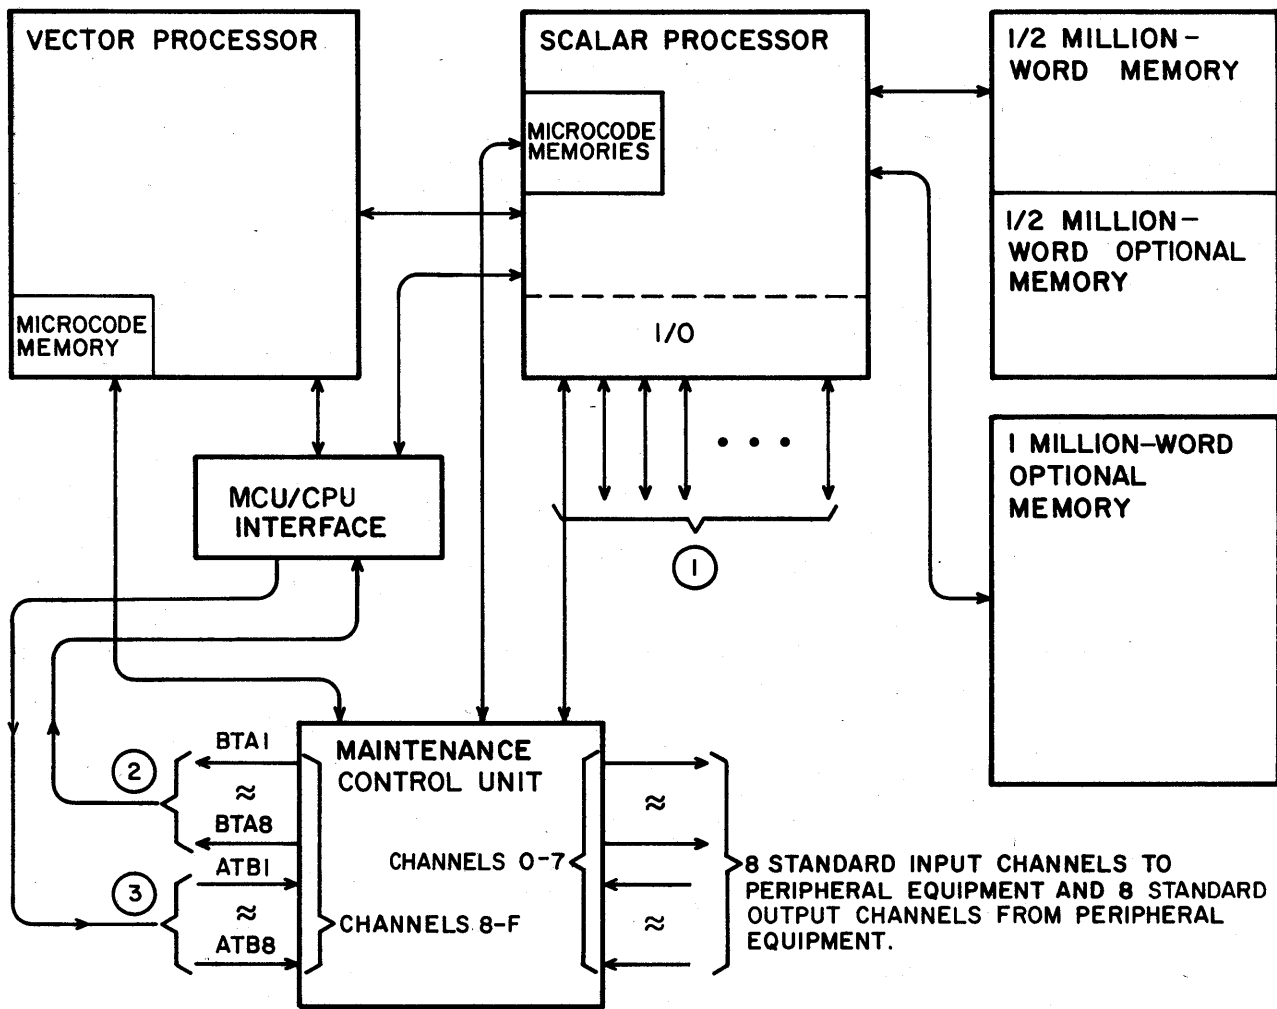 VECTOR PROCESSOR
MICROCODE
MEMORY
SCALAR PROCESSOR
MICROCODE
MEMORIES
I/O
1/2 MILLION-
WORD MEMORY
1/2 MILLION-
WORD OPTIONAL
MEMORY
1 MILLION-WORD
OPTIONAL
MEMORY
MCU/CPU
INTERFACE
1
MAINTENANCE
CONTROL UNIT
CHANNELS 0-7
CHANNELS 8-F
2
BTA1
≈
BTA8
3
ATB1
≈
ATB8
≈
≈
8 STANDARD INPUT CHANNELS TO
PERIPHERAL EQUIPMENT AND 8 STANDARD
OUTPUT CHANNELS FROM PERIPHERAL
EQUIPMENT.